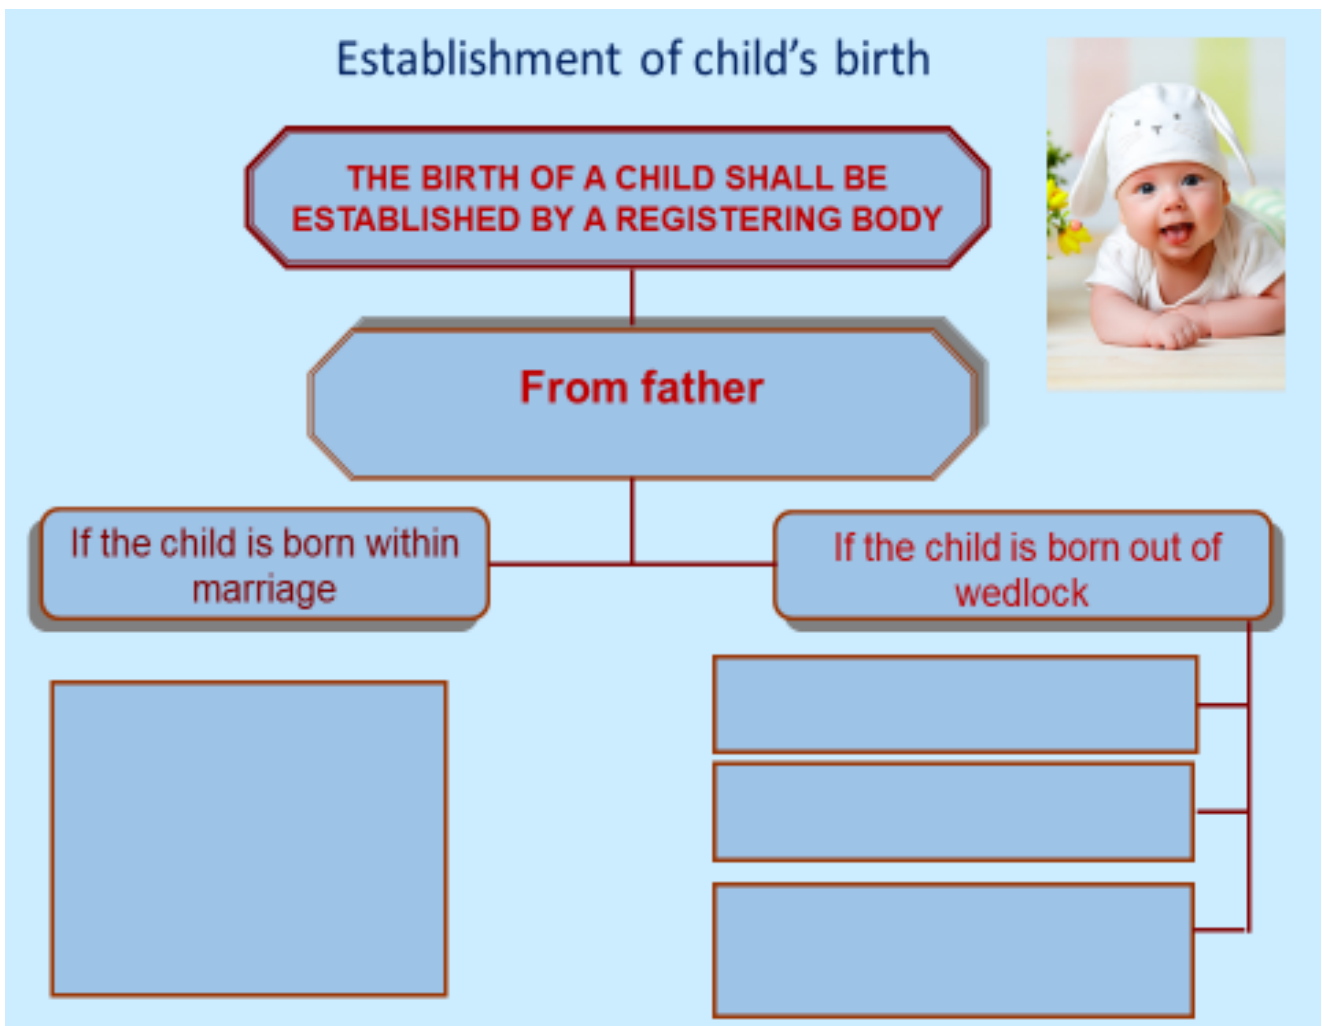 Establishment of child’s birth
THE BIRTH OF A CHILD SHALL BE
ESTABLISHED BY A REGISTERING BODY
From father
If the child is born within
marriage
If the child is born out of
wedlock